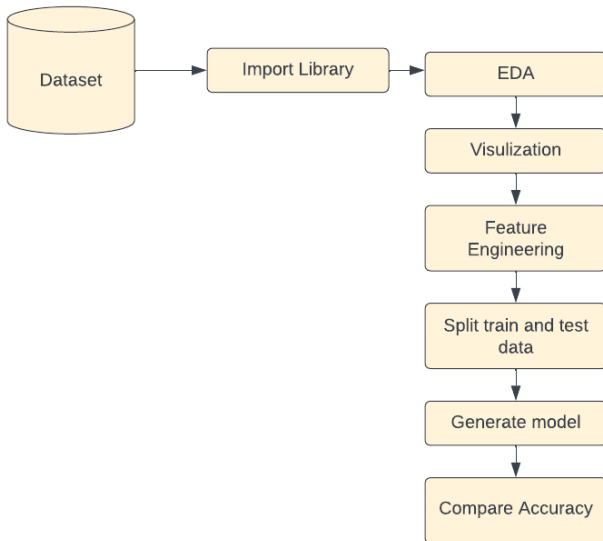 Dataset
Import Library
EDA
Visulization
Feature
Engineering
Split train and test
data
Generate model
Compare Accuracy